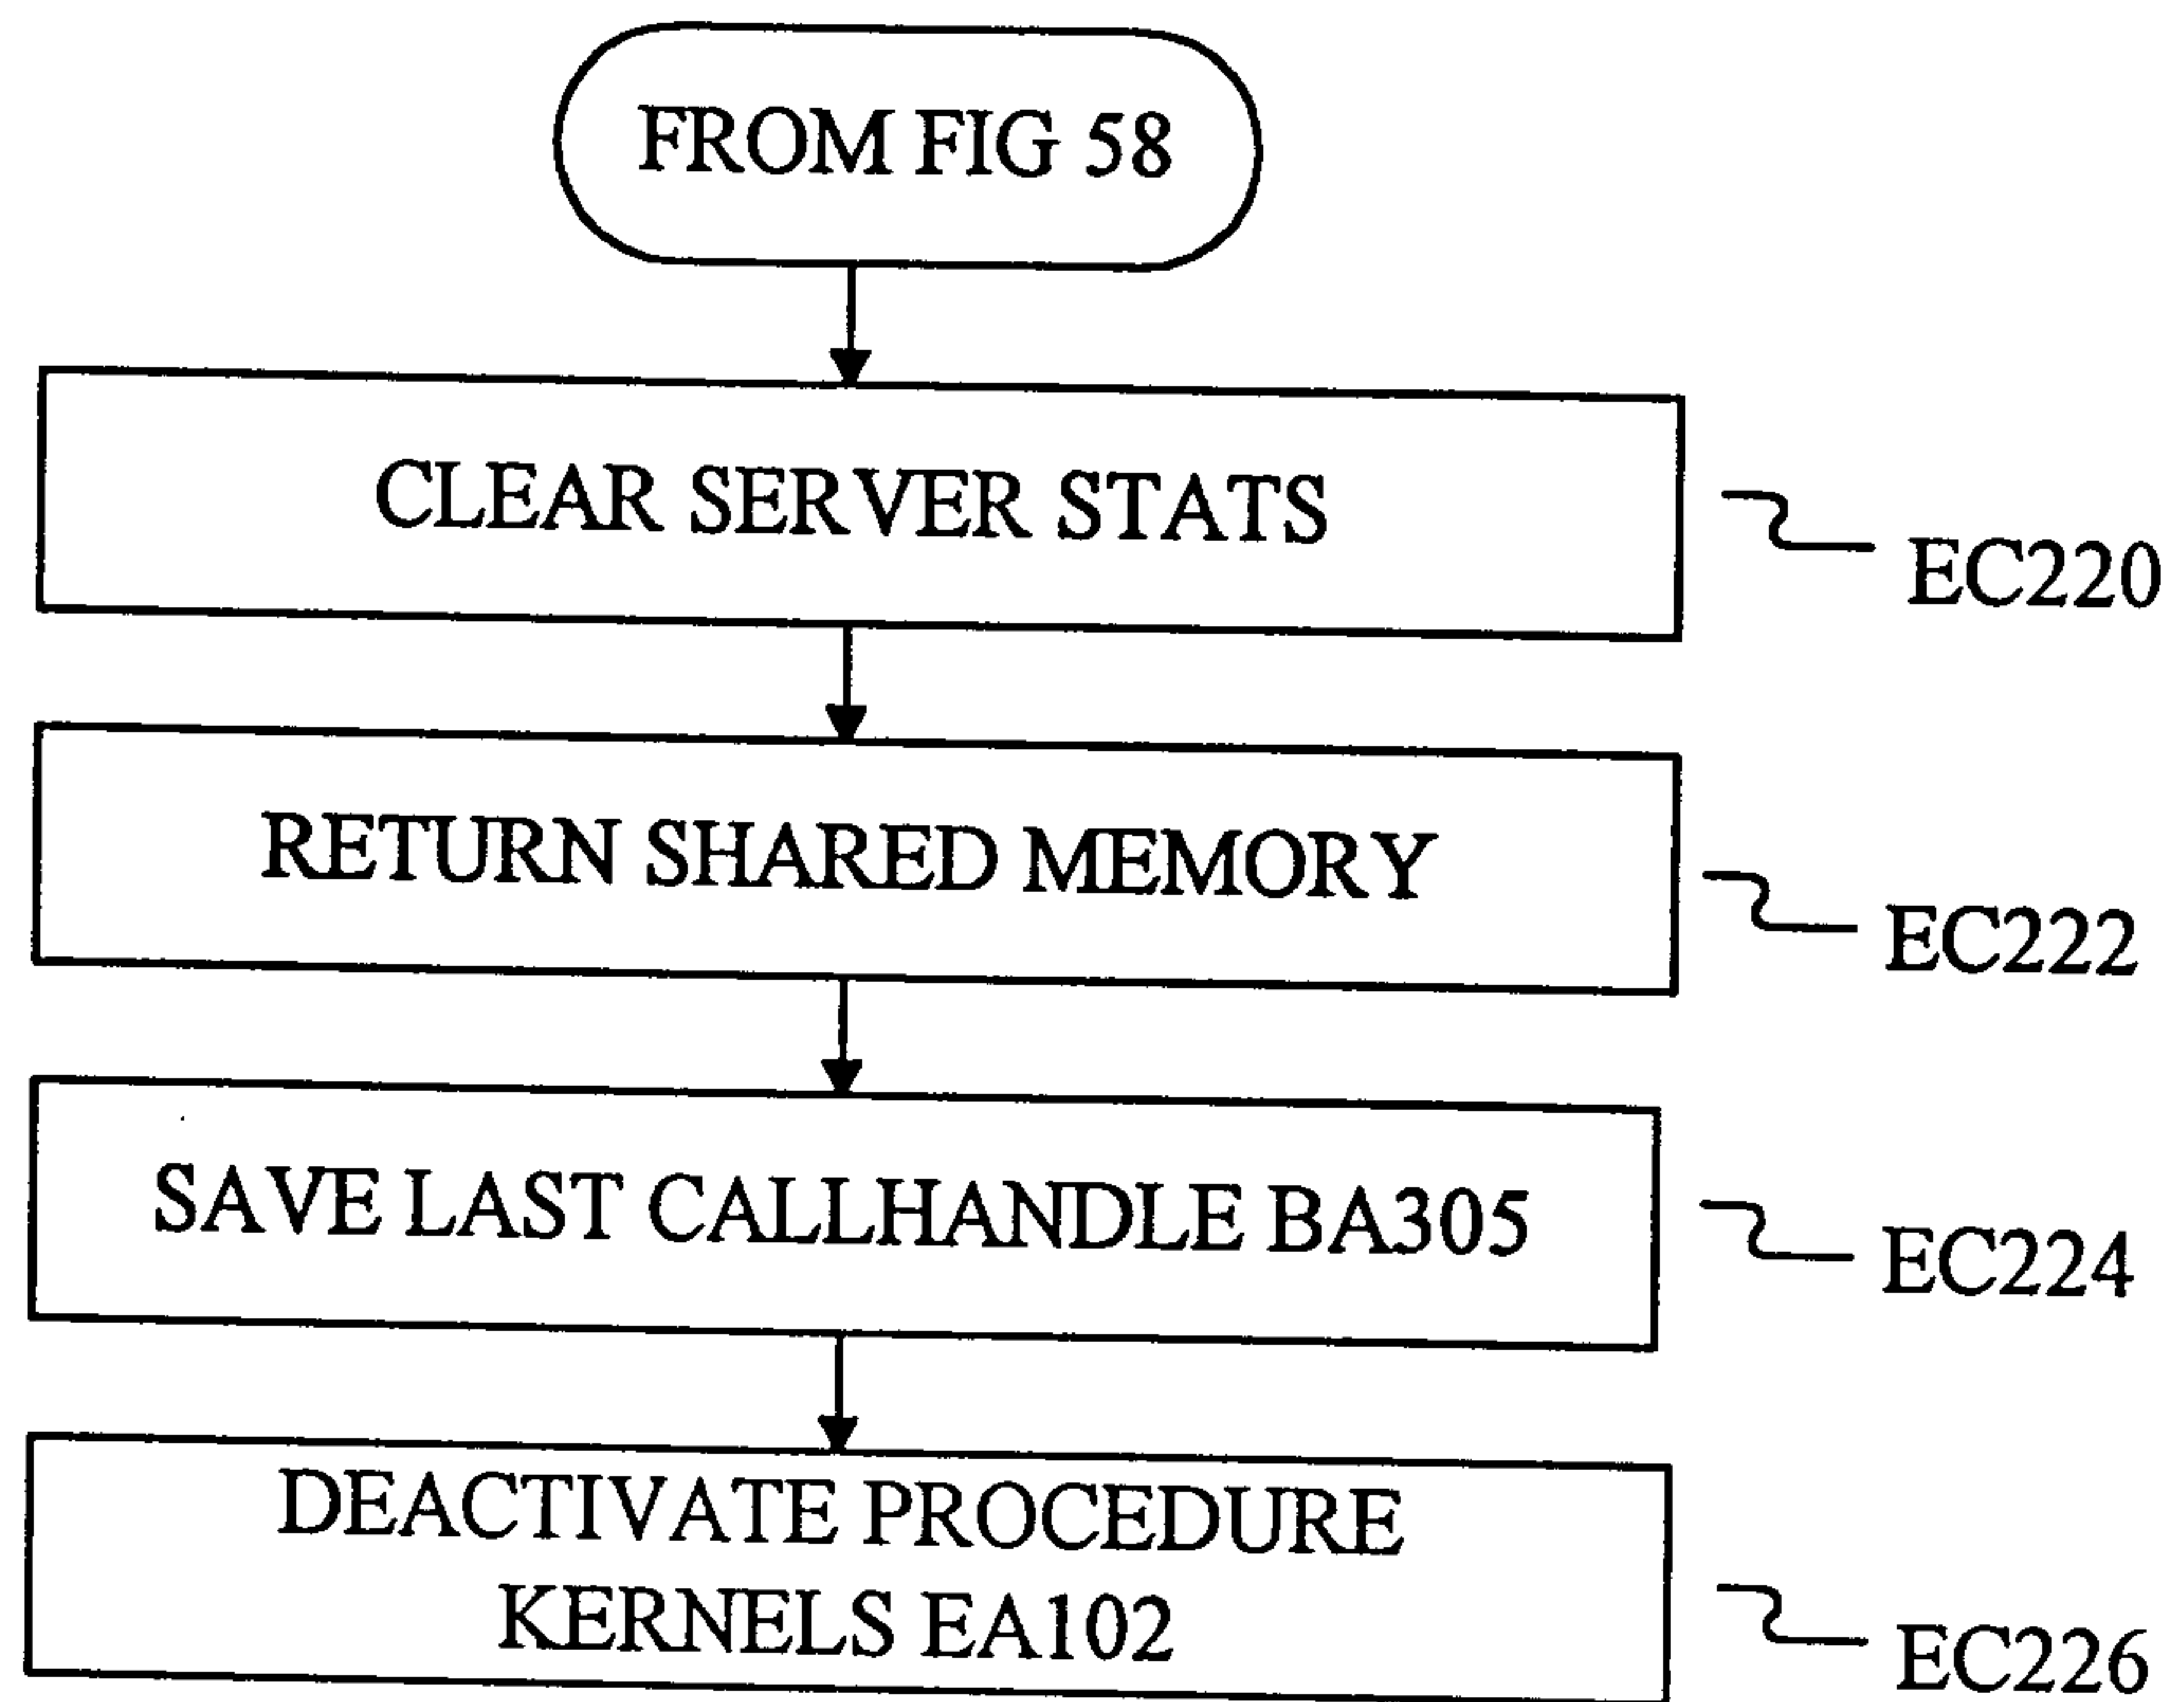 FROM FIG 58
CLEAR SERVER STATS
EC220
RETURN SHARED MEMORY
EC222
SAVE LAST CALLHANDLE BA305
EC224
DEACTIVATE PROCEDURE
KERNELS EA102
EC226